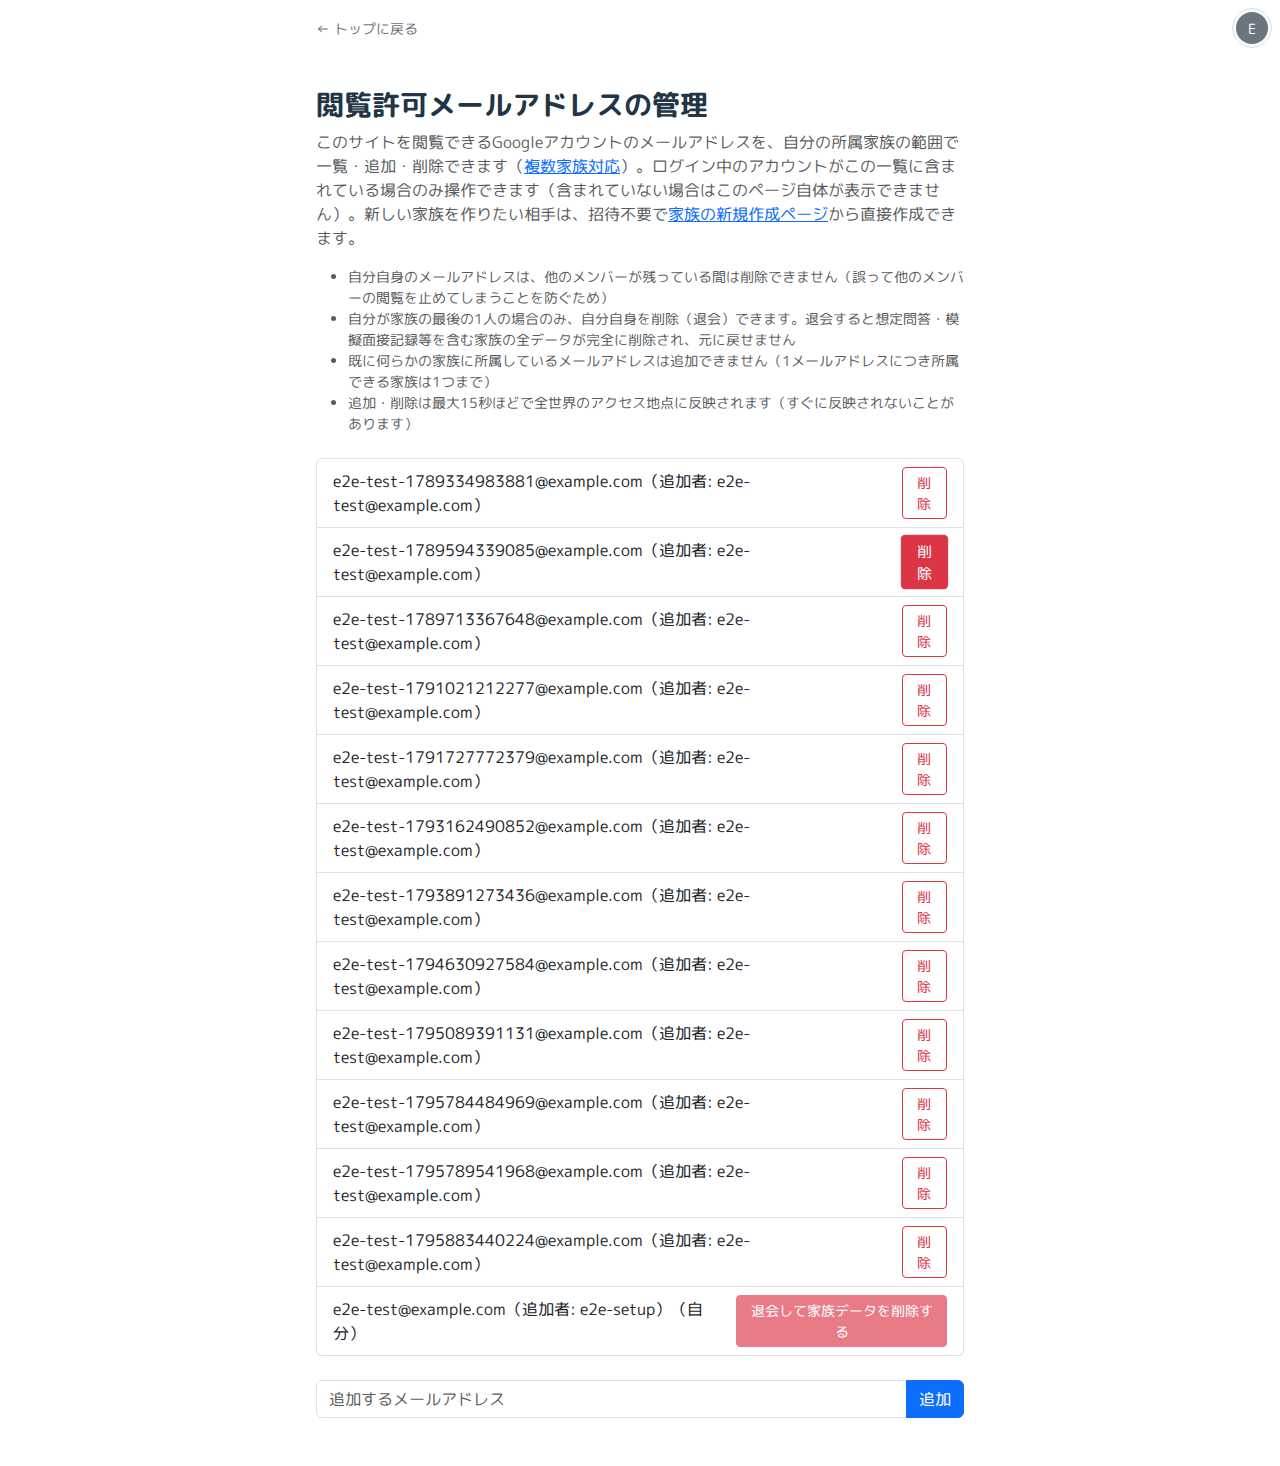 ← トップに戻る
E
閲覧許可メールアドレスの管理
このサイトを閲覧できるGoogleアカウントのメールアドレスを、自分の所属家族の範囲で
一覧・追加・削除できます（複数家族対応）。ログイン中のアカウントがこの一覧に含ま
れている場合のみ操作できます（含まれていない場合はこのページ自体が表示できませ
ん）。新しい家族を作りたい相手は、招待不要で家族の新規作成ページから直接作成でき
ます。
自分自身のメールアドレスは、他のメンバーが残っている間は削除できません（誤って他のメンバ
ーの閲覧を止めてしまうことを防ぐため）
自分が家族の最後の1人の場合のみ、自分自身を削除（退会）できます。退会すると想定問答・模
擬面接記録等を含む家族の全データが完全に削除され、元に戻せません
既に何らかの家族に所属しているメールアドレスは追加できません（1メールアドレスにつき所属
できる家族は1つまで）
追加・削除は最大15秒ほどで全世界のアクセス地点に反映されます（すぐに反映されないことが
あります）
e2e-test-1789334983881@example.com（追加者: e2e-
test@example.com）
削
除
e2e-test-1789594339085@example.com（追加者: e2e-
test@example.com）
削
除
e2e-test-1789713367648@example.com（追加者: e2e-
test@example.com）
削
除
e2e-test-1791021212277@example.com（追加者: e2e-
test@example.com）
削
除
e2e-test-1791727772379@example.com（追加者: e2e-
test@example.com）
削
除
e2e-test-1793162490852@example.com（追加者: e2e-
test@example.com）
削
除
e2e-test-1793891273436@example.com（追加者: e2e-
test@example.com）
削
除
e2e-test-1794630927584@example.com（追加者: e2e-
test@example.com）
削
除
e2e-test-1795089391131@example.com（追加者: e2e-
test@example.com）
削
除
e2e-test-1795784484969@example.com（追加者: e2e-
test@example.com）
削
除
e2e-test-1795789541968@example.com（追加者: e2e-
test@example.com）
削
除
e2e-test-1795883440224@example.com（追加者: e2e-
test@example.com）
削
除
e2e-test@example.com（追加者: e2e-setup）（自
分）
退会して家族データを削除す
る
追加するメールアドレス
追加